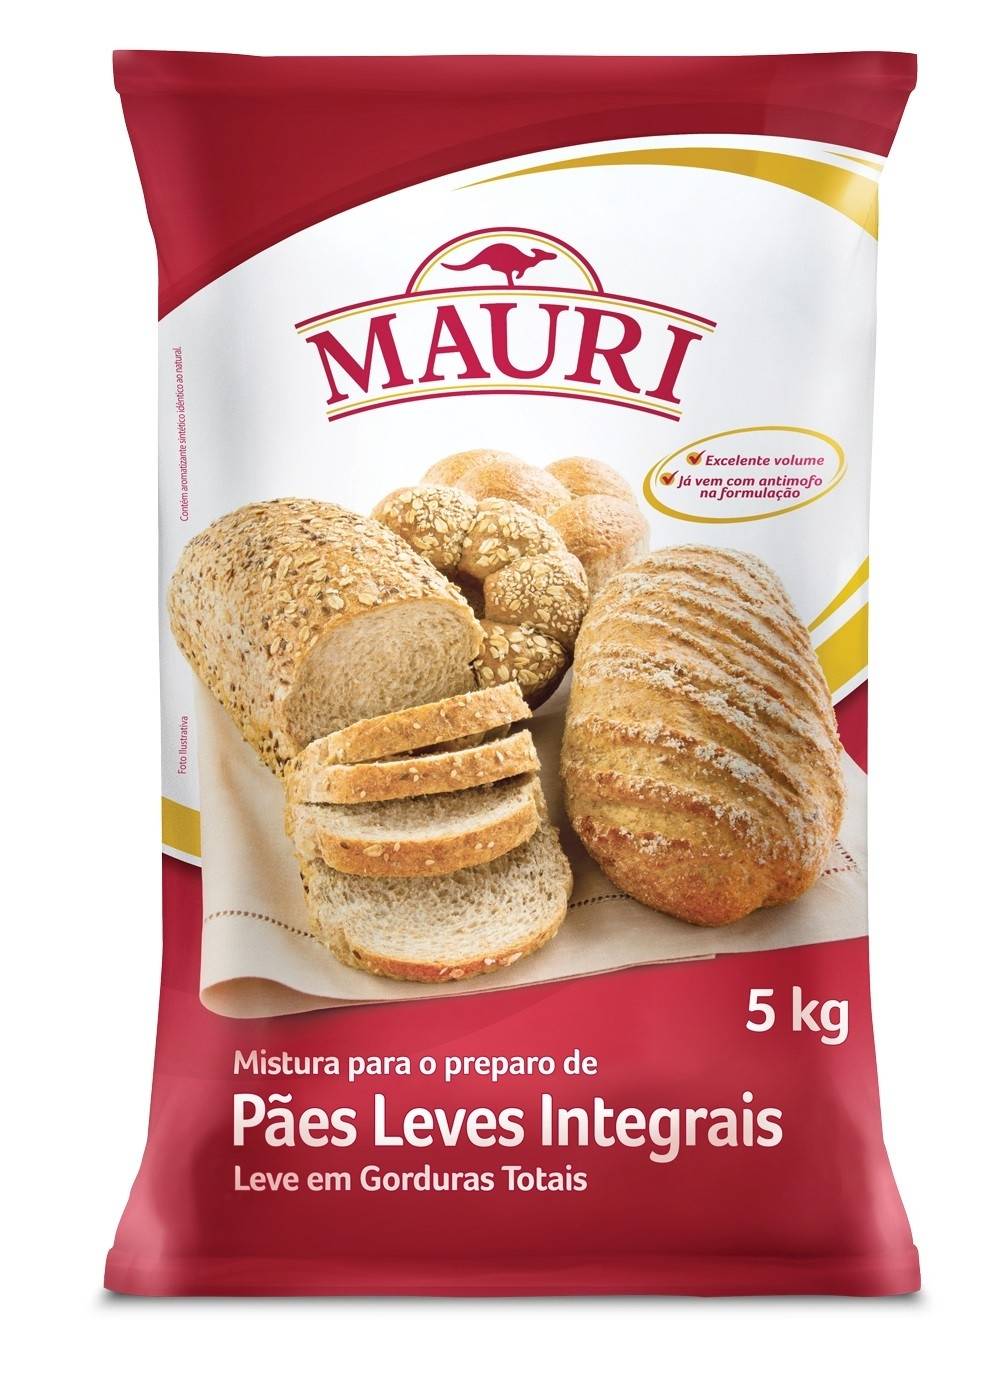 MAURI
Contém aromatizante sintético idêntico ao natural.
Excelente volume
Já vem com antimofo
na formulação
Foto Ilustrativa
5 kg
Mistura para o preparo de
Pães Leves Integrais
Leve em Gorduras Totais